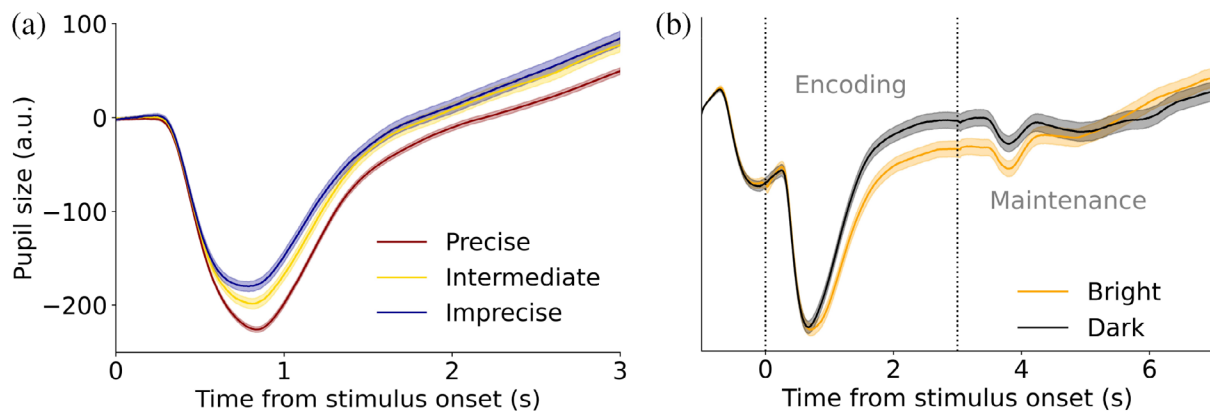 (a)
100
0
−100
−200
Pupil size (a.u.)
Precise
Intermediate
Imprecise
0 1 2 3
Time from stimulus onset (s)
(b)
Encoding
Maintenance
Bright
Dark
0 2 4 6
Time from stimulus onset (s)